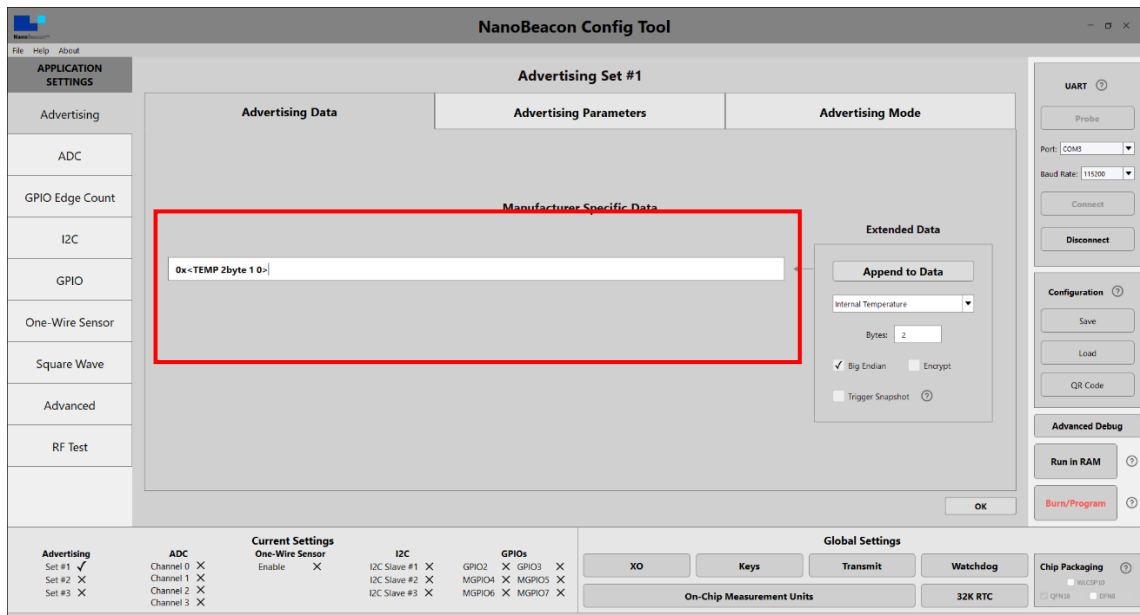 NanoBeacon Config Tool
NanoBeacon™
File Help About
APPLICATION
SETTINGS
Advertising
ADC
GPIO Edge Count
I2C
GPIO
One-Wire Sensor
Square Wave
Advanced
RF Test
Advertising Set #1
Advertising Data
Advertising Parameters
Advertising Mode
Manufacturer Specific Data
0x<TEMP 2byte 1 0>
Extended Data
Append to Data
Internal Temperature
Bytes: 2
✓ Big Endian Encrypt
Trigger Snapshot ?
OK
UART ?
Probe
Port: COM3
Baud Rate: 115200
Connect
Disconnect
Configuration ?
Save
Load
QR Code
Advanced Debug
Run in RAM ?
Burn/Program ?
Current Settings
Advertising
Set #1 ✓
Set #2 X
Set #3 X
ADC
Channel 0 X
Channel 1 X
Channel 2 X
Channel 3 X
One-Wire Sensor
Enable X
I2C
I2C Slave #1 X
I2C Slave #2 X
I2C Slave #3 X
GPIOs
GPIO2 X GPIO3 X
MGPIO4 X MGPIO5 X
MGPIO6 X MGPIO7 X
Global Settings
XO Keys Transmit Watchdog
On-Chip Measurement Units 32K RTC
Chip Packaging ?
WLCSP10
QFN18 DFN8